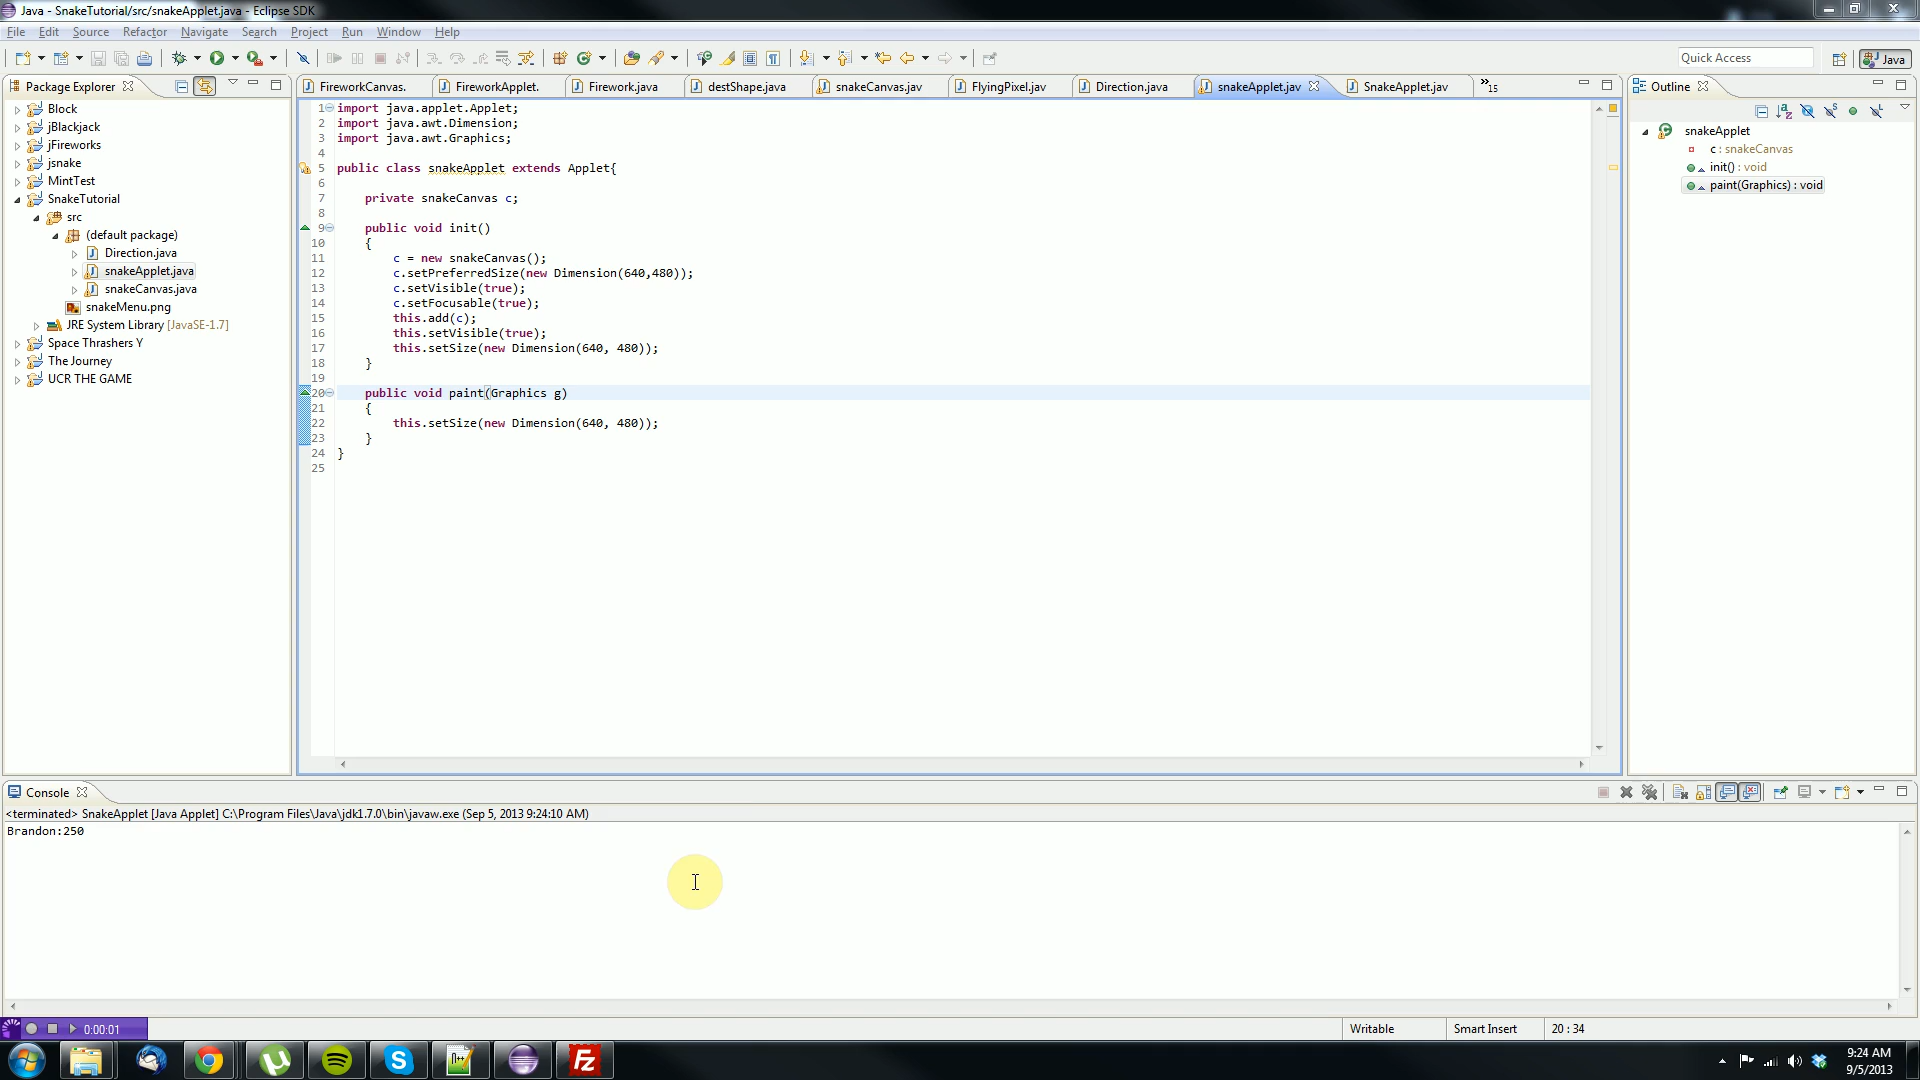 Java - SnakeTutorial/src/snakeApplet.java - Eclipse SDK
File Edit Source Refactor Navigate Search Project Run Window Help
Quick Access
Java
Package Explorer
FireworkCanvas. FireworkApplet. Firework.java destShape.java snakeCanvas.jav FlyingPixel.jav Direction.java snakeApplet.jav SnakeApplet.jav »15
Outline
Block
jBlackjack
jFireworks
jsnake
MintTest
SnakeTutorial
src
(default package)
Direction.java
snakeApplet.java
snakeCanvas.java
snakeMenu.png
JRE System Library [JavaSE-1.7]
Space Thrashers Y
The Journey
UCR THE GAME
1 import java.applet.Applet;
2 import java.awt.Dimension;
3 import java.awt.Graphics;
4
5 public class snakeApplet extends Applet{
6
7 private snakeCanvas c;
8
9 public void init()
10 {
11 c = new snakeCanvas();
12 c.setPreferredSize(new Dimension(640,480));
13 c.setVisible(true);
14 c.setFocusable(true);
15 this.add(c);
16 this.setVisible(true);
17 this.setSize(new Dimension(640, 480));
18 }
19
20 public void paint(Graphics g)
21 {
22 this.setSize(new Dimension(640, 480));
23 }
24 }
25
snakeApplet
c : snakeCanvas
init() : void
paint(Graphics) : void
Console
<terminated> SnakeApplet [Java Applet] C:\Program Files\Java\jdk1.7.0\bin\javaw.exe (Sep 5, 2013 9:24:10 AM)
Brandon:250
0:00:01
Writable Smart Insert 20 : 34
9:24 AM
9/5/2013